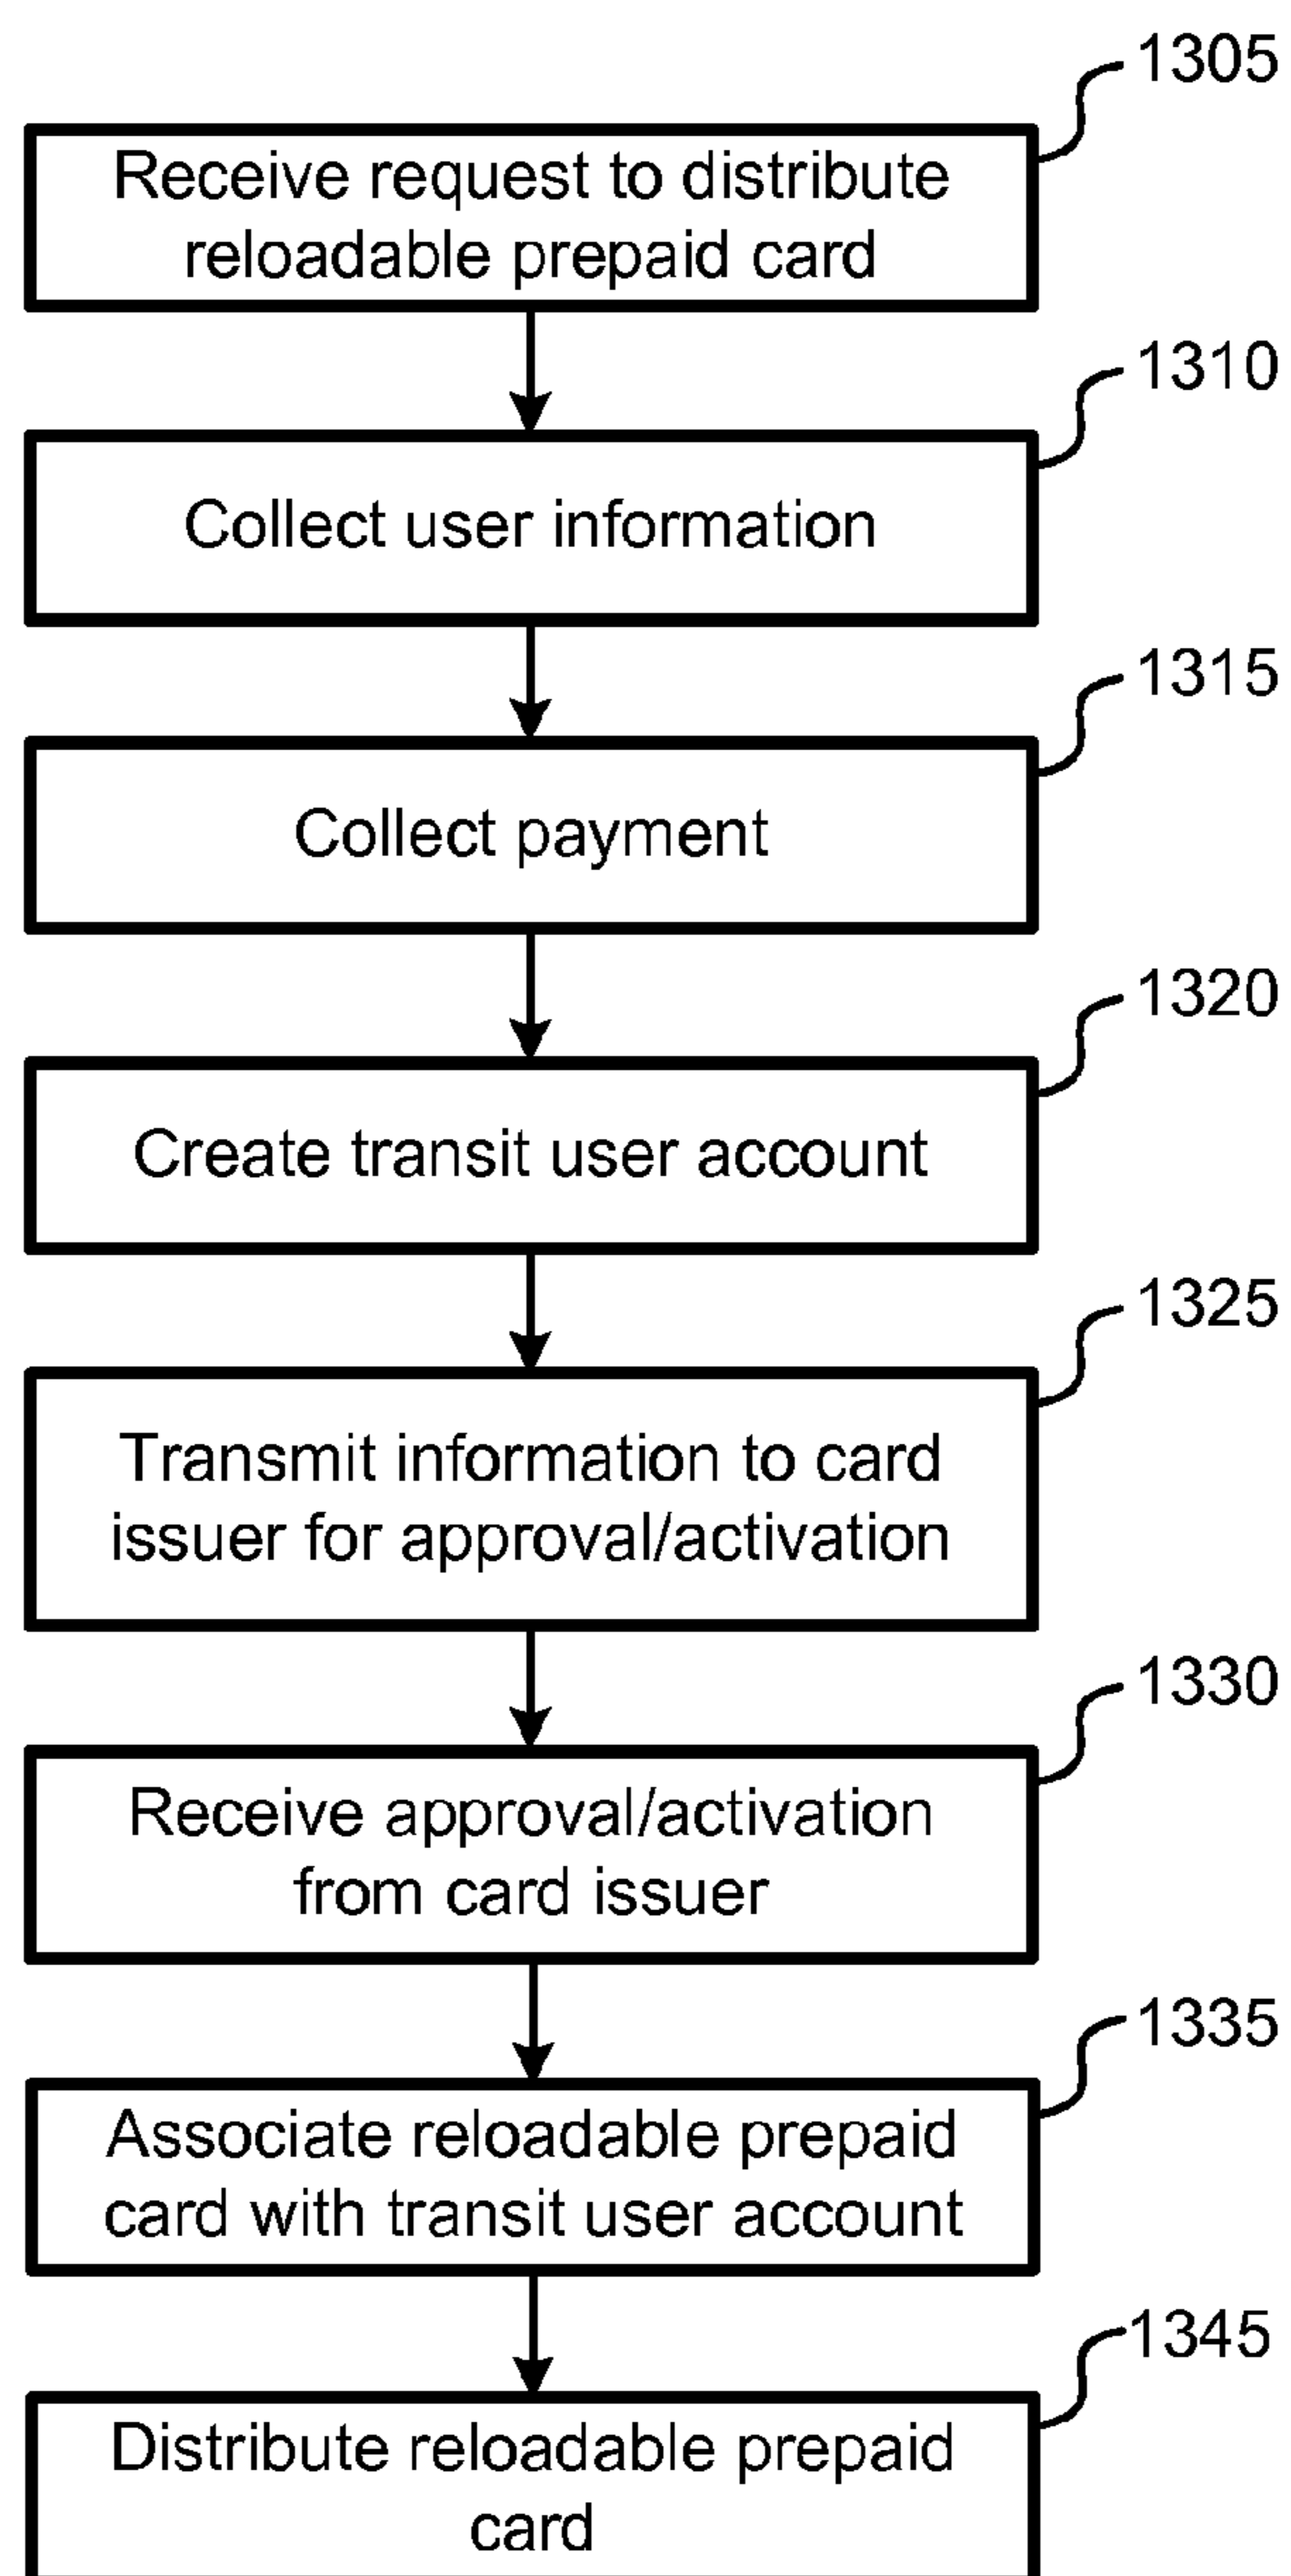 1305
Receive request to distribute
reloadable prepaid card
1310
Collect user information
1315
Collect payment
1320
Create transit user account
1325
Transmit information to card
issuer for approval/activation
1330
Receive approval/activation
from card issuer
1335
Associate reloadable prepaid
card with transit user account
1345
Distribute reloadable prepaid
card